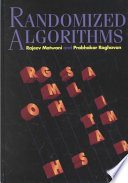 RANDOMIZED
ALGORITHMS
Rajeev Motwani and Prabhakar Raghavan